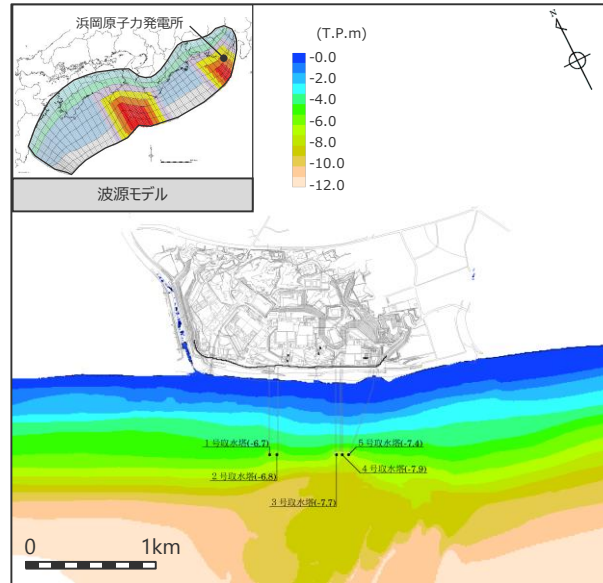 浜岡原子力発電所
波源モデル
(T.P.m)
-0.0
-2.0
-4.0
-6.0
-8.0
-10.0
-12.0
N
1号取水塔(-6.7)
5号取水塔(-7.4)
2号取水塔(-6.8)
4号取水塔(-7.9)
3号取水塔(-7.7)
0 1km